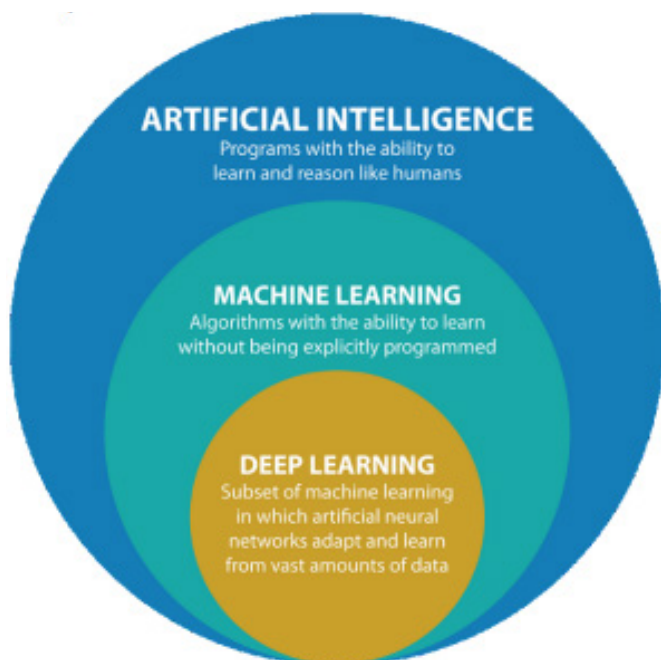 ARTIFICIAL INTELLIGENCE
Programs with the ability to
learn and reason like humans
MACHINE LEARNING
Algorithms with the ability to learn
without being explicitly programmed
DEEP LEARNING
Subset of machine learning
in which artificial neural
networks adapt and learn
from vast amounts of data